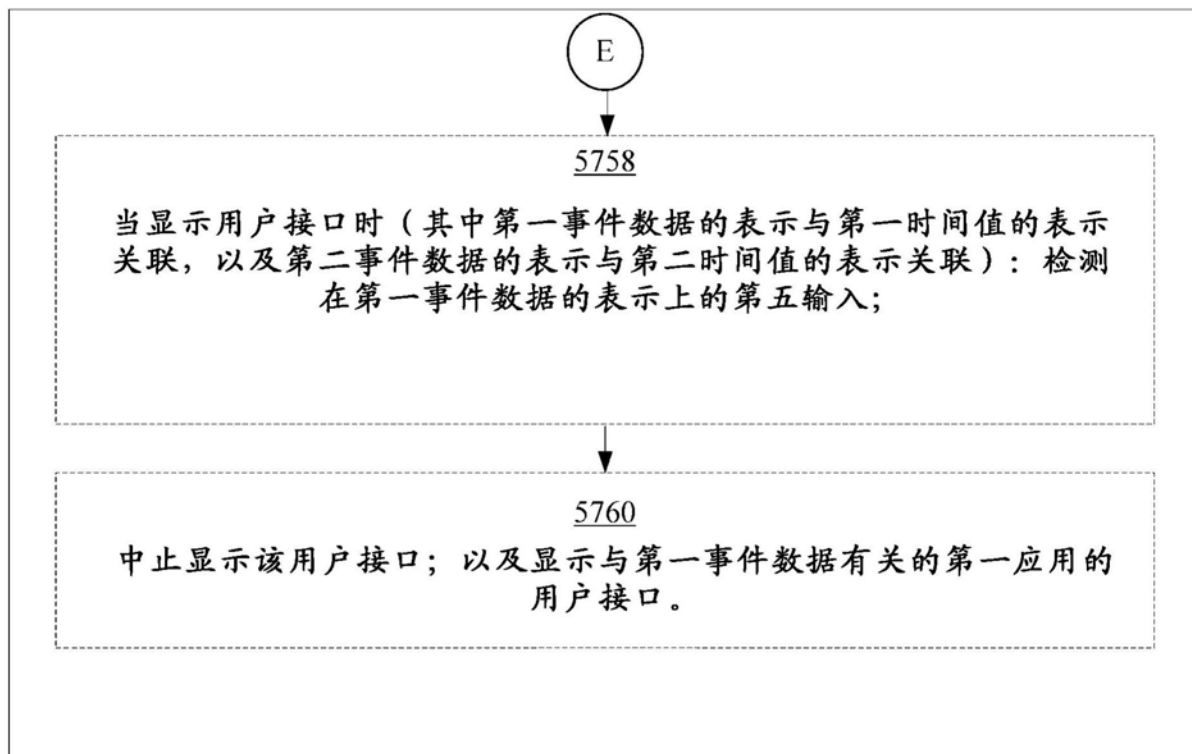 E
5758
当显示用户接口时（其中第一事件数据的表示与第一时间值的表示
关联，以及第二事件数据的表示与第二时间值的表示关联）：检测
在第一事件数据的表示上的第五输入；
5760
中止显示该用户接口；以及显示与第一事件数据有关的第一应用的
用户接口。